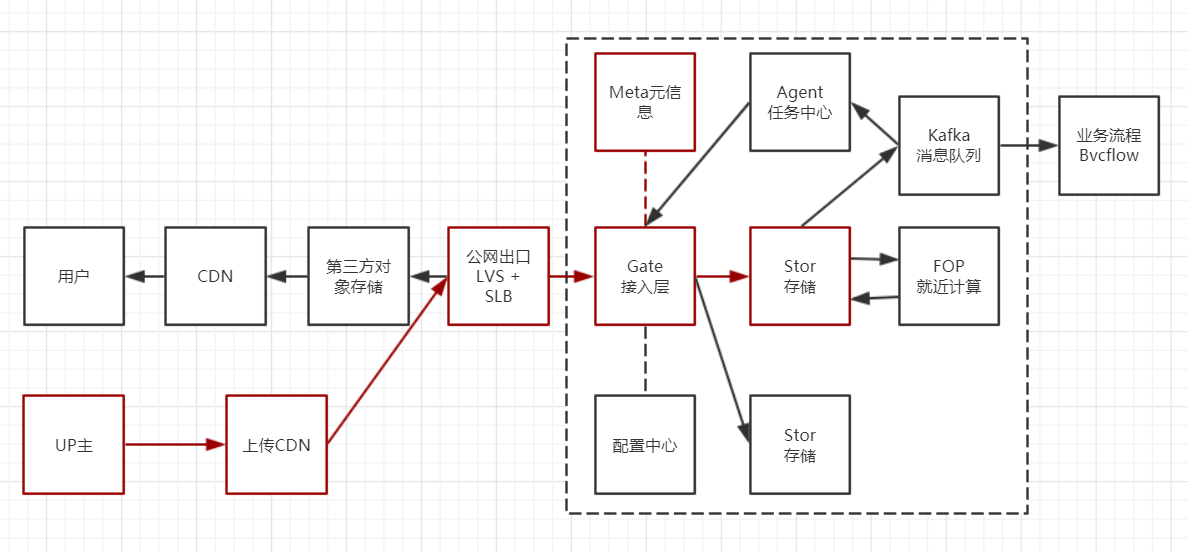 Meta元信
息
Agent
任务中心
Kafka
消息队列
业务流程
Bvcflow
用户
CDN
第三方对
象存储
公网出口
LVS +
SLB
Gate
接入层
Stor
存储
FOP
就近计算
UP主
上传CDN
配置中心
Stor
存储